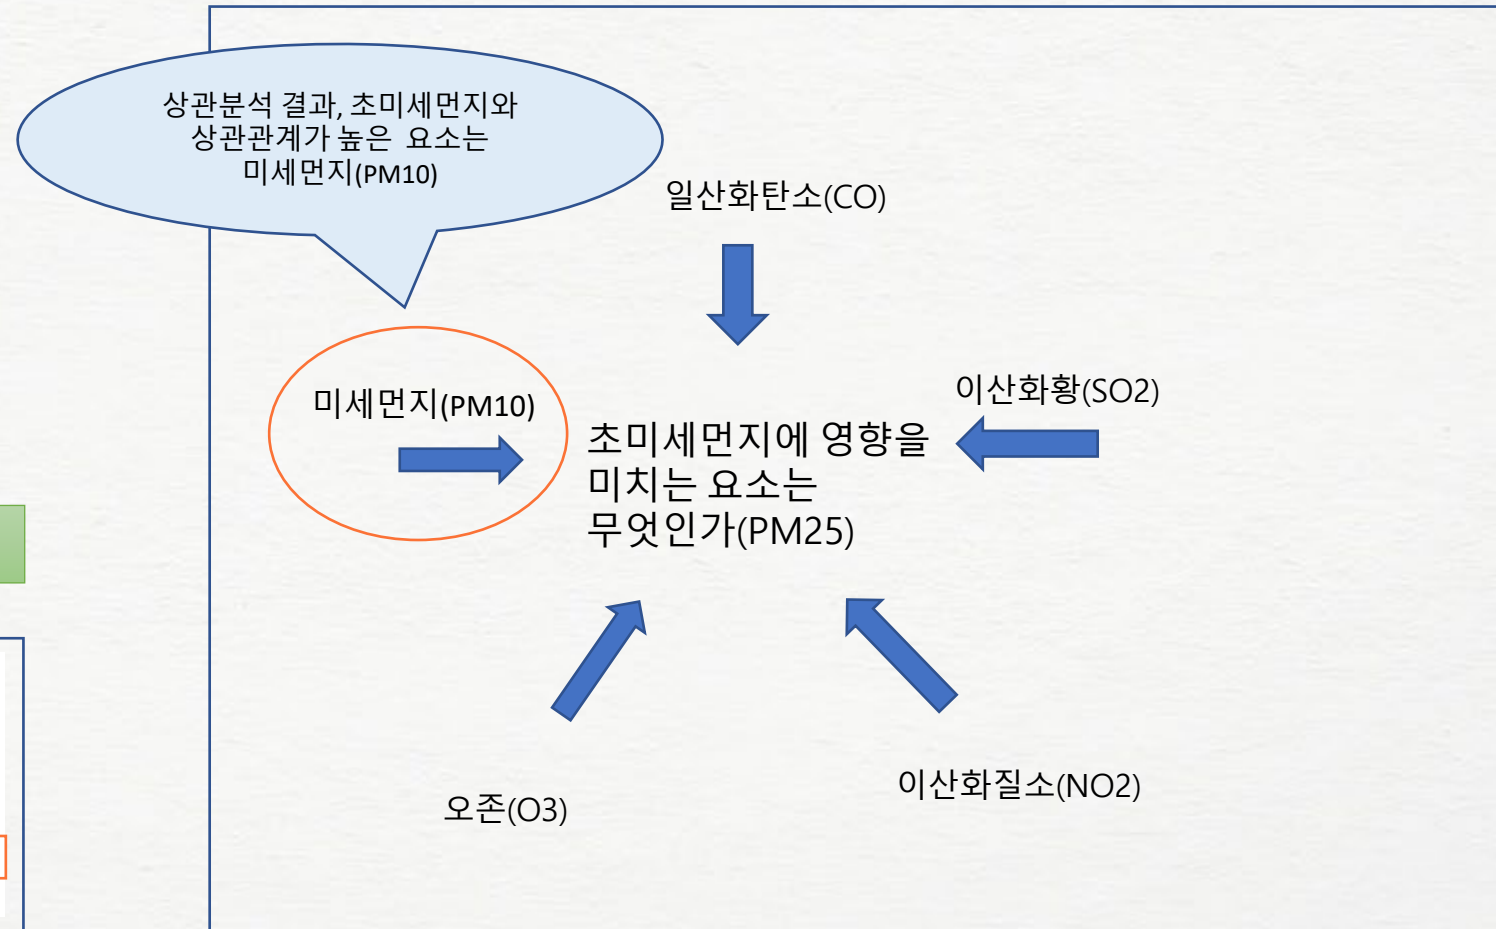 상관분석 결과, 초미세먼지와
상관관계가 높은 요소는
미세먼지(PM10)
일산화탄소(CO)
미세먼지(PM10)
이산화황(SO2)
초미세먼지에 영향을
미치는 요소는
무엇인가(PM25)
이산화질소(NO2)
오존(O3)